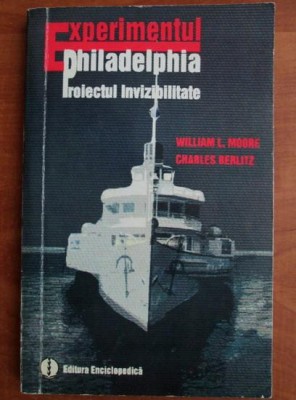 Experimentul
Philadelphia
Proiectul Invizibilitate
WILLIAM L. MOORE
CHARLES BERLITZ
Editura Enciclopedică